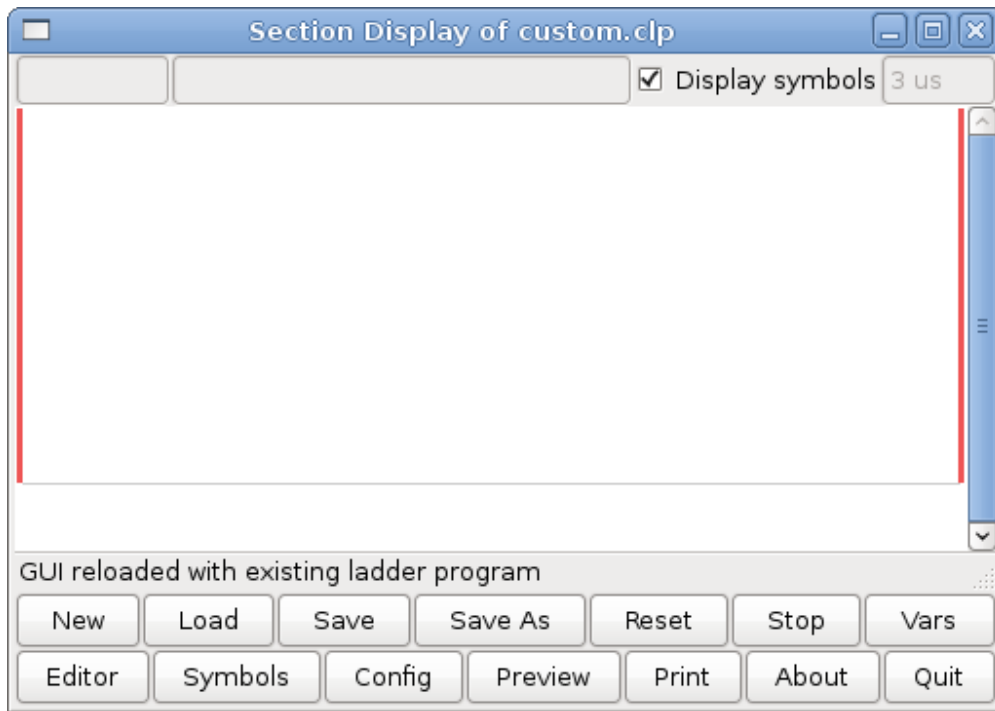 Section Display of custom.clp
Display symbols 3 us
GUI reloaded with existing ladder program
New Load Save Save As Reset Stop Vars
Editor Symbols Config Preview Print About Quit